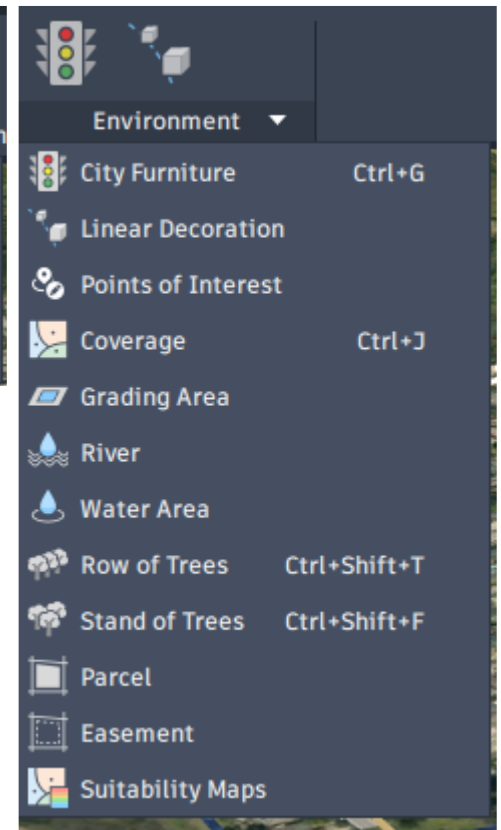 Environment
City Furniture Ctrl+G
Linear Decoration
Points of Interest
Coverage Ctrl+J
Grading Area
River
Water Area
Row of Trees Ctrl+Shift+T
Stand of Trees Ctrl+Shift+F
Parcel
Easement
Suitability Maps